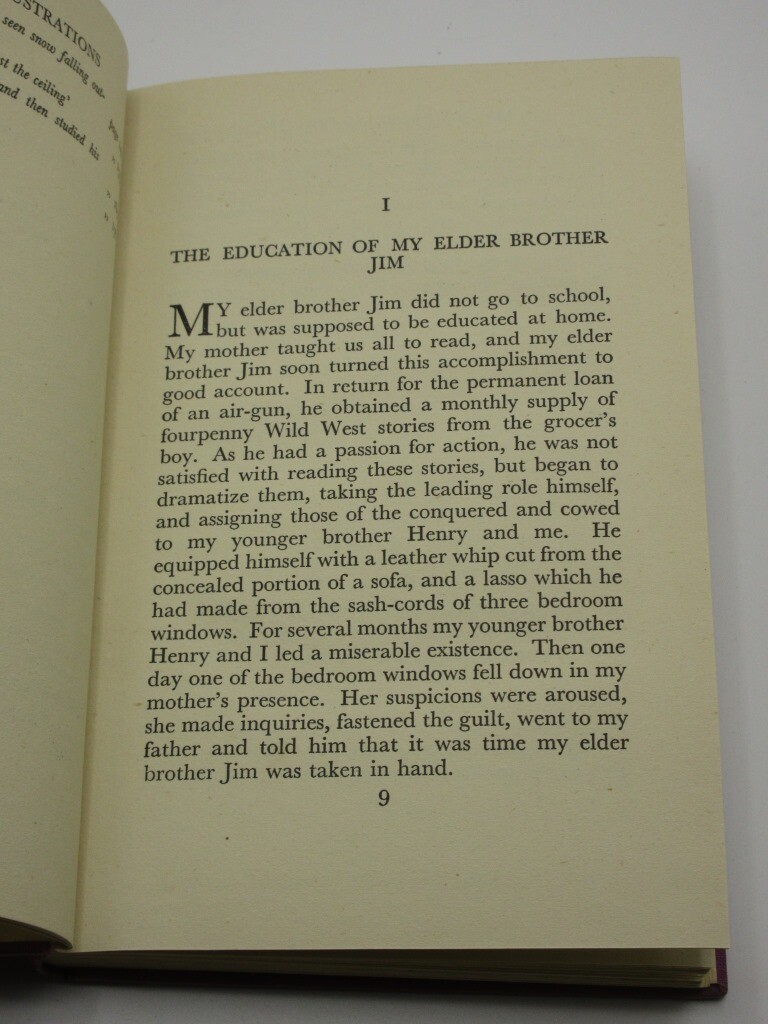 USTRATIONS
seen snow falling out-
st the ceiling'
and then studied his
I
THE EDUCATION OF MY ELDER BROTHER
JIM
MY elder brother Jim did not go to school,
but was supposed to be educated at home.
My mother taught us all to read, and my elder
brother Jim soon turned this accomplishment to
good account. In return for the permanent loan
of an air-gun, he obtained a monthly supply of
fourpenny Wild West stories from the grocer's
boy. As he had a passion for action, he was not
satisfied with reading these stories, but began to
dramatize them, taking the leading role himself,
and assigning those of the conquered and cowed
to my younger brother Henry and me. He
equipped himself with a leather whip cut from the
concealed portion of a sofa, and a lasso which he
had made from the sash-cords of three bedroom
windows. For several months my younger brother
Henry and I led a miserable existence. Then one
day one of the bedroom windows fell down in my
mother's presence. Her suspicions were aroused,
she made inquiries, fastened the guilt, went to my
father and told him that it was time my elder
brother Jim was taken in hand.
9